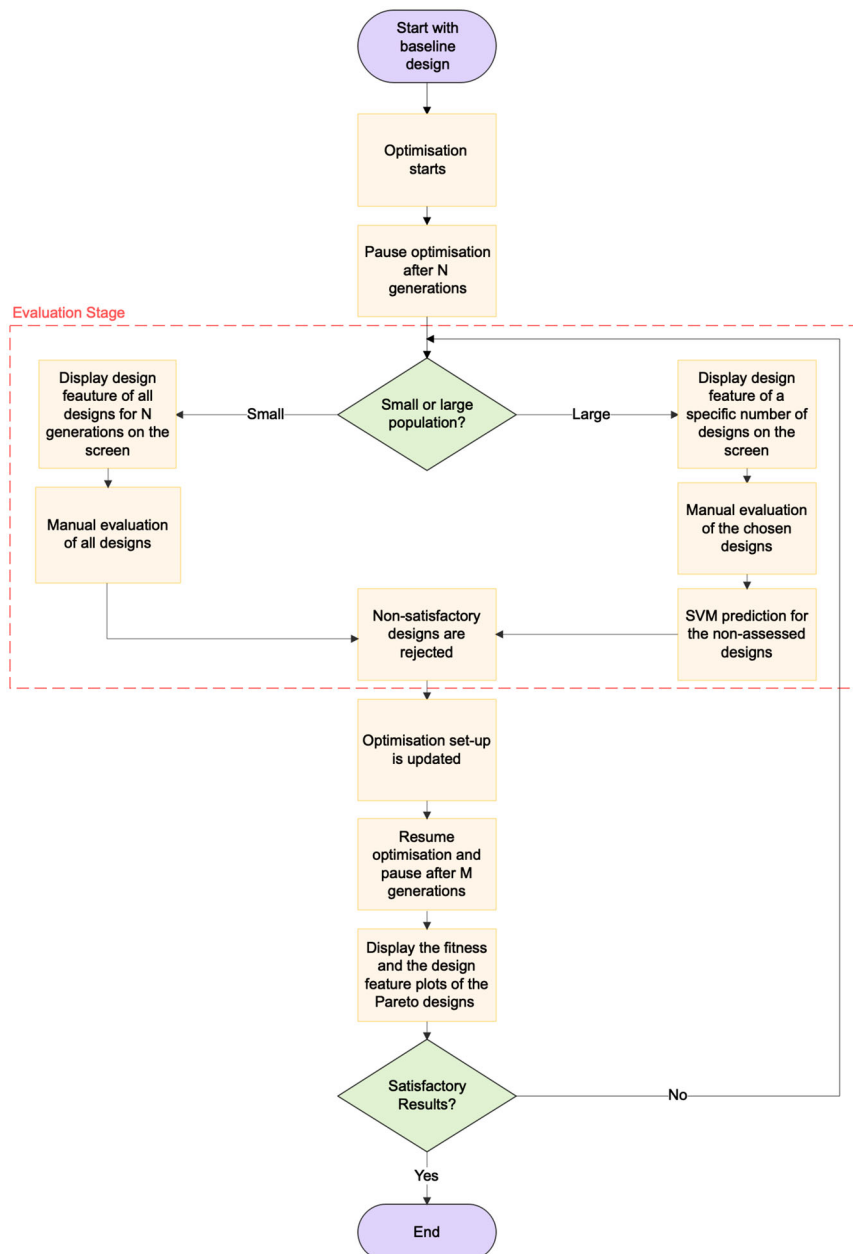 Start with
baseline
design
Optimisation
starts
Pause optimisation
after N
generations
Evaluation Stage
Small or large
population?
Small
Large
Display design
feauture of all
designs for N
generations on the
screen
Manual evaluation
of all designs
Display design
feature of a
specific number of
designs on the
screen
Manual evaluation
of the chosen
designs
SVM prediction for
the non-assessed
designs
Non-satisfactory
designs are
rejected
Optimisation set-up
is updated
Resume
optimisation and
pause after M
generations
Display the fitness
and the design
feature plots of the
Pareto designs
Satisfactory
Results?
No
Yes
End